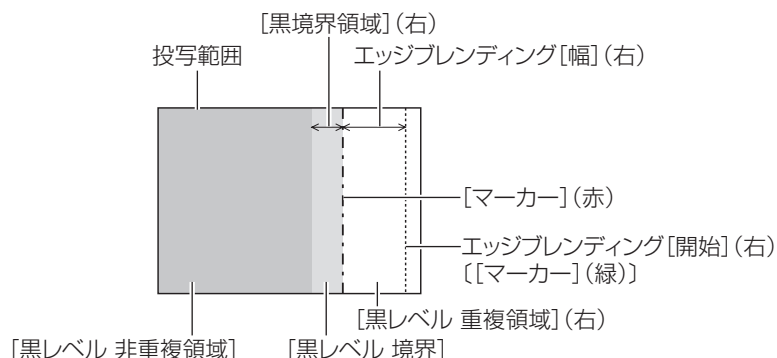 [黒境界領域](右)
投写範囲
エッジブレンディング[幅](右)
[マーカー](赤)
エッジブレンディング[開始](右)
〔[マーカー](緑)〕
[黒レベル 重複領域](右)
[黒レベル 非重複領域]
[黒レベル 境界]